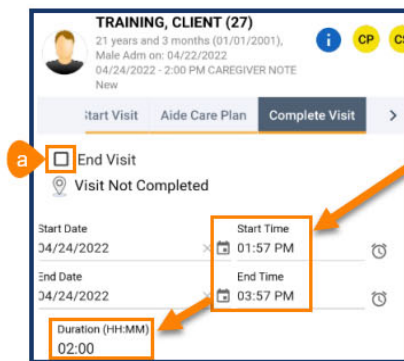 TRAINING, CLIENT (27)
21 years and 3 months (01/01/2001),
Male Adm on: 04/22/2022
04/24/2022 - 2:00 PM CAREGIVER NOTE
New
i CP
Start Visit Aide Care Plan Complete Visit >
a End Visit
Visit Not Completed
Start Date Start Time
04/24/2022 × 01:57 PM
End Date End Time
04/24/2022 × 03:57 PM
Duration (HH:MM)
02:00